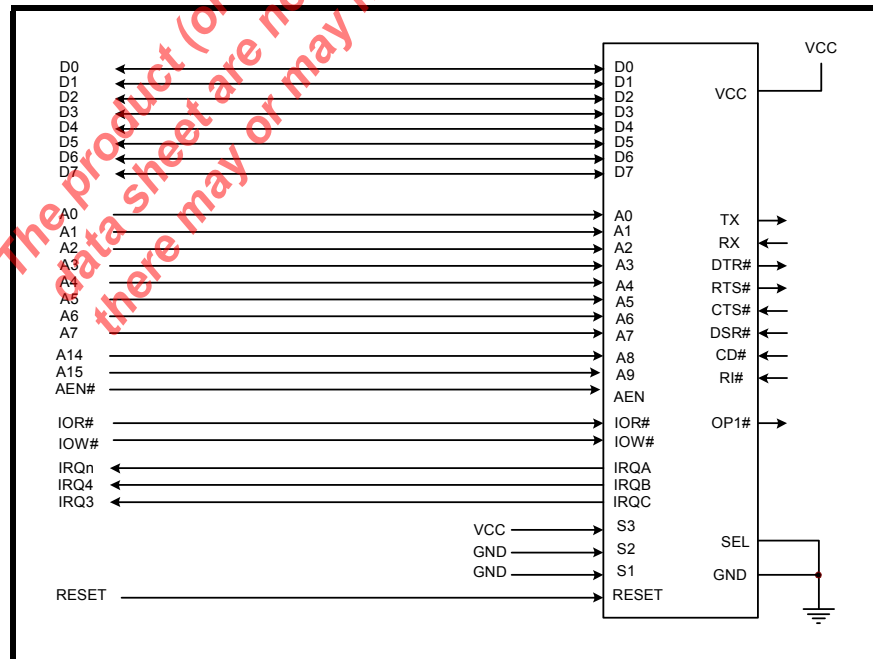 VCC
D0 D0
D1 D1
D2 D2
D3 D3
D4 D4
D5 D5
D6 D6
D7 D7
VCC
A0 A0
A1 A1
A2 A2
A3 A3
A4 A4
A5 A5
A6 A6
A7 A7
A14 A8
A15 A9
AEN# AEN
TX
RX
DTR#
RTS#
CTS#
DSR#
CD#
RI#
IOR# IOR# OP1#
IOW# IOW#
IRQn IRQA
IRQ4 IRQB
IRQ3 IRQC
VCC S3
GND S2 SEL
GND S1 GND
RESET RESET
The product (or
data sheet are no
there may or may